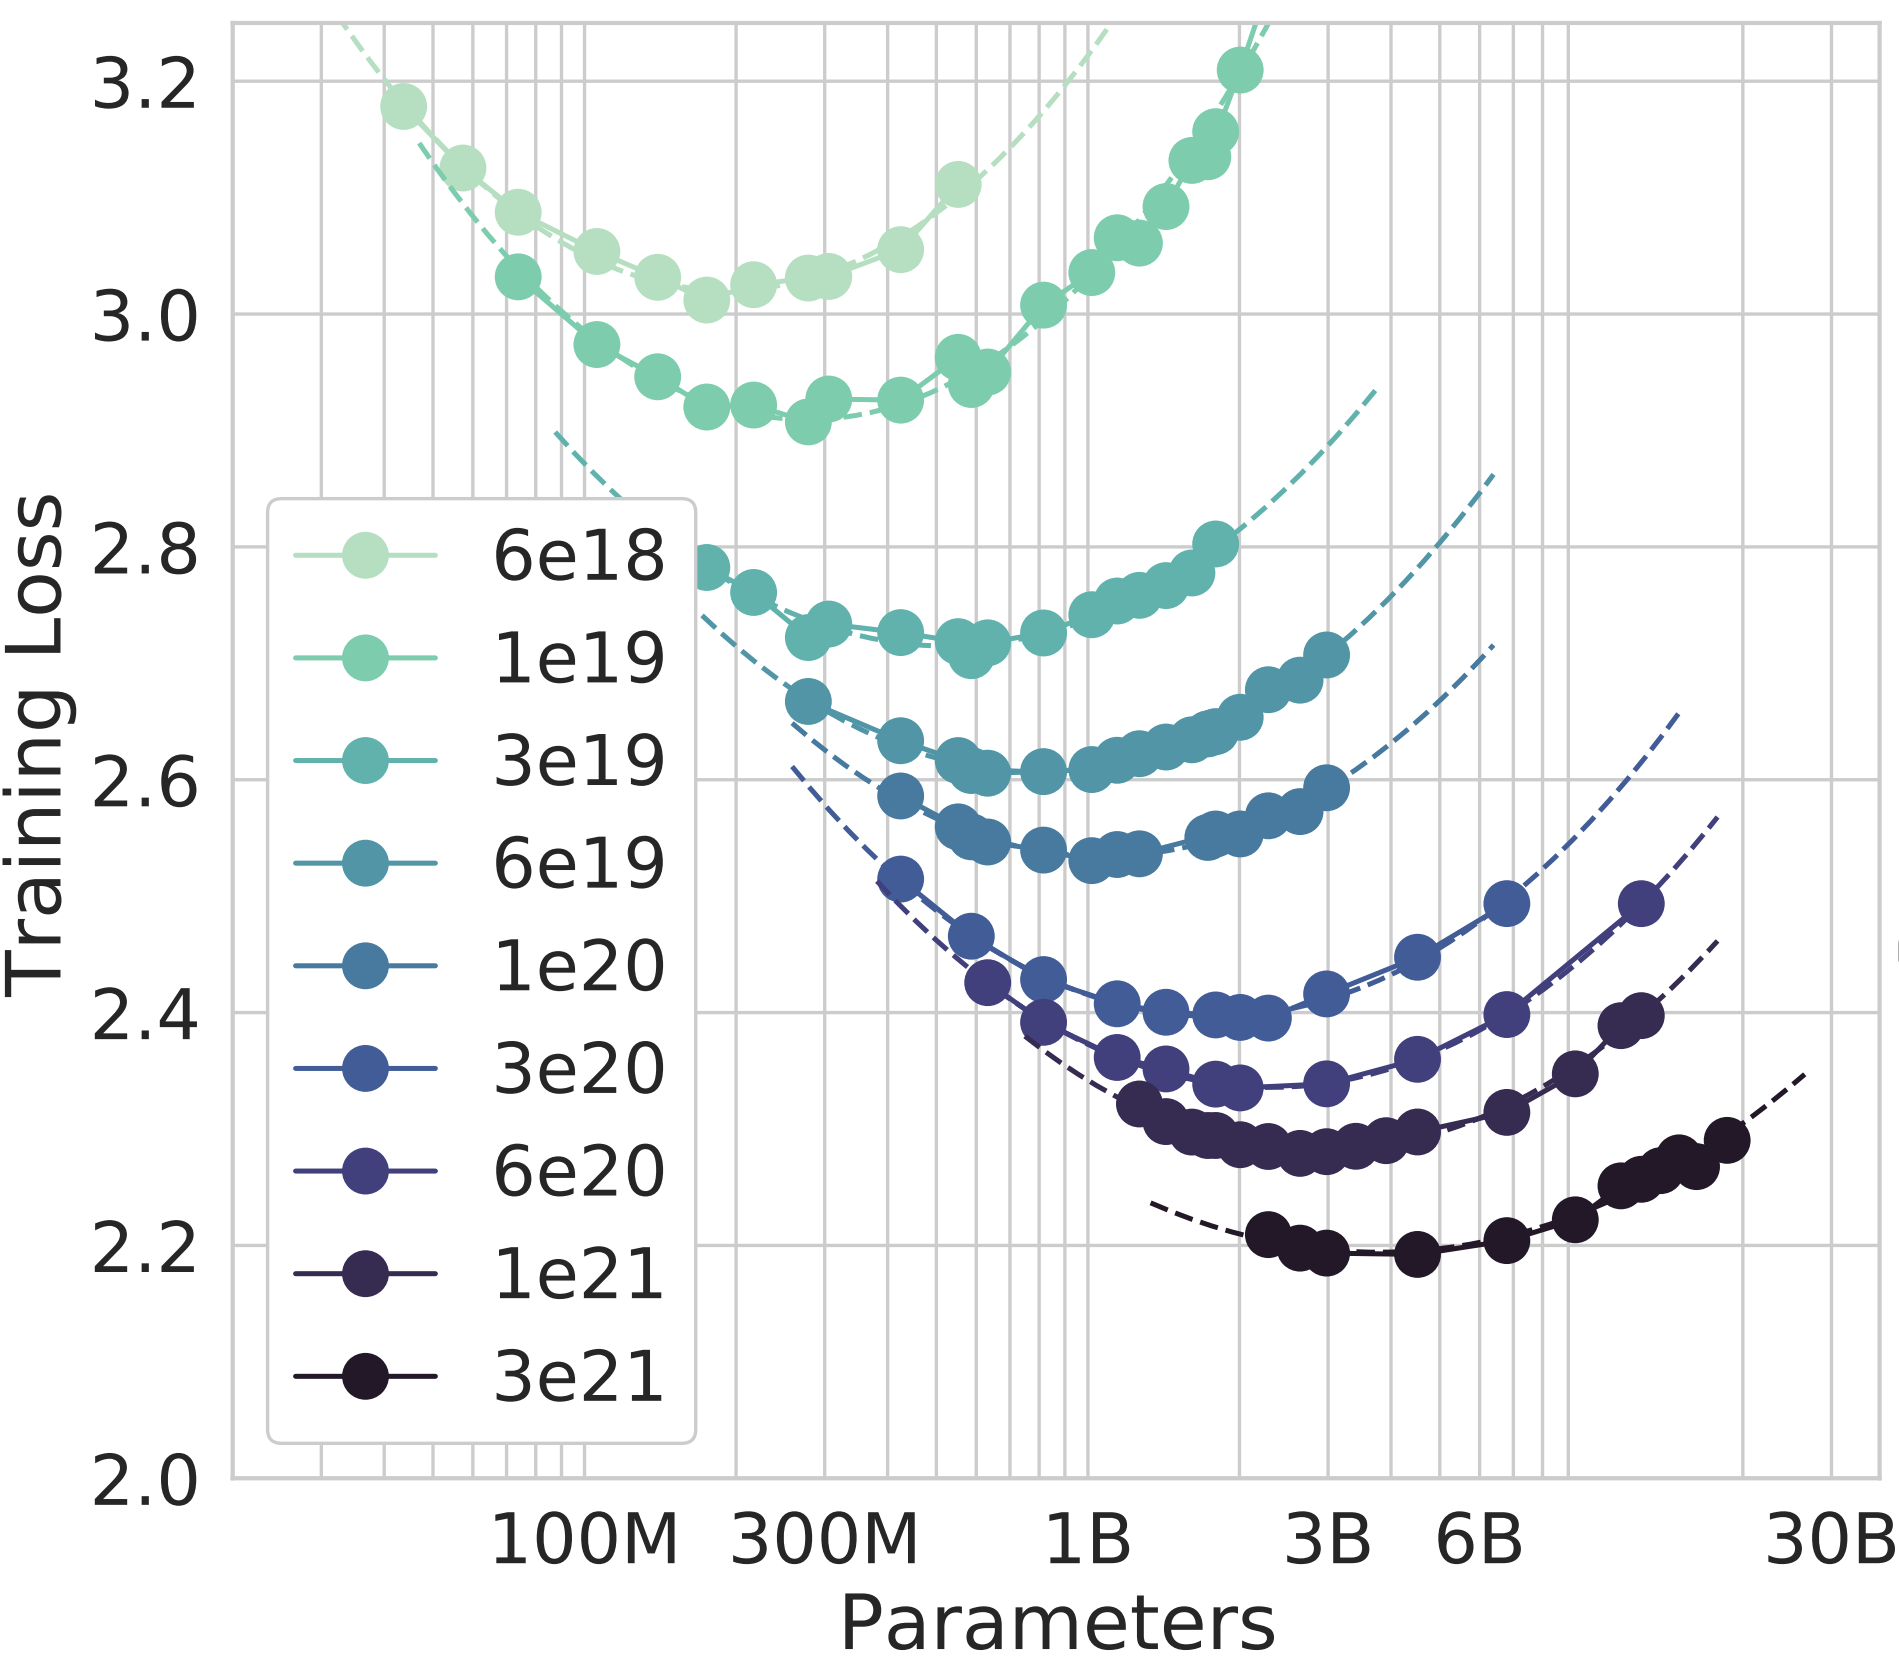 3.2
3.0
2.8
2.6
2.4
2.2
2.0
Training Loss
6e18
1e19
3e19
6e19
1e20
3e20
6e20
1e21
3e21
100M 300M 1B 3B 6B 30B
Parameters